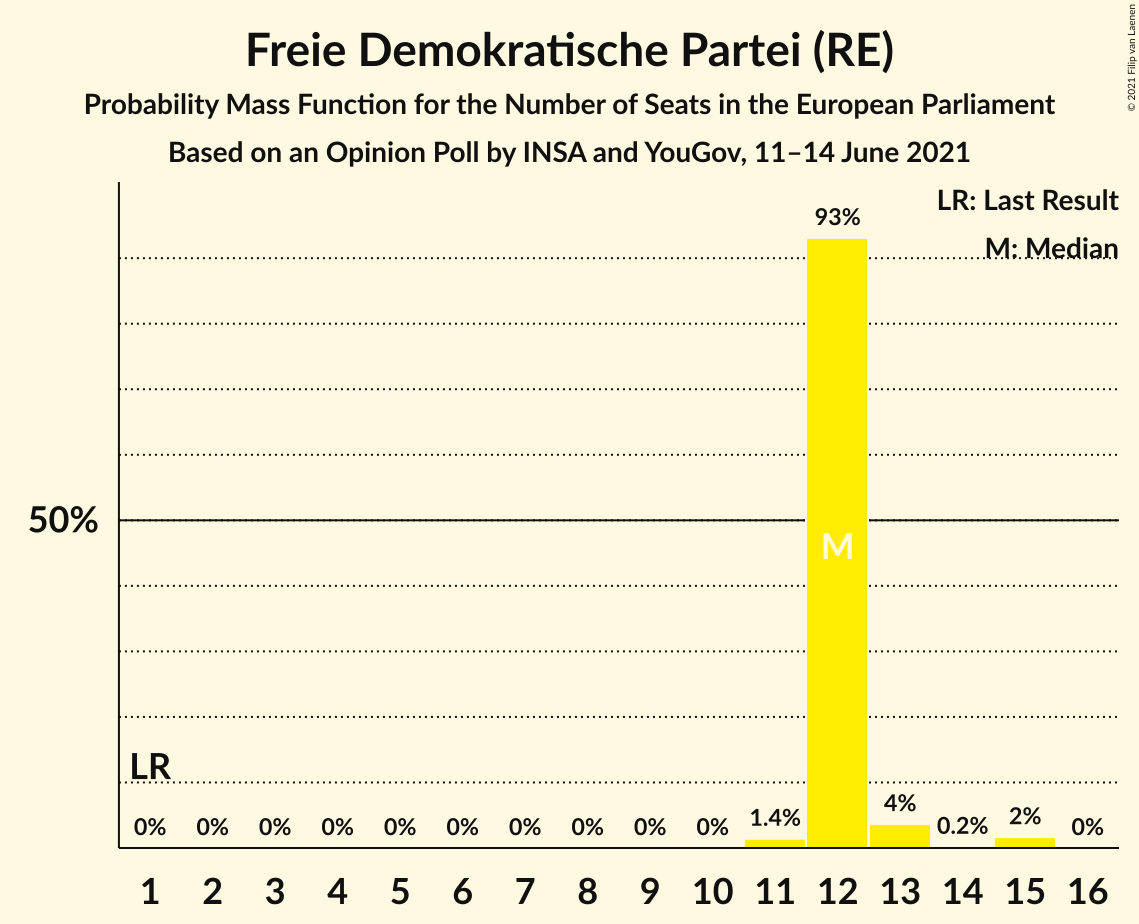 © 2021 Filip van Laenen
Freie Demokratische Partei (RE)
Probability Mass Function for the Number of Seats in the European Parliament
Based on an Opinion Poll by INSA and YouGov, 11–14 June 2021
LR: Last Result
M: Median
93%
50%
M
LR
0% 0% 0% 0% 0% 0% 0% 0% 0% 0% 1.4% 4% 0.2% 2% 0%
1 2 3 4 5 6 7 8 9 10 11 12 13 14 15 16